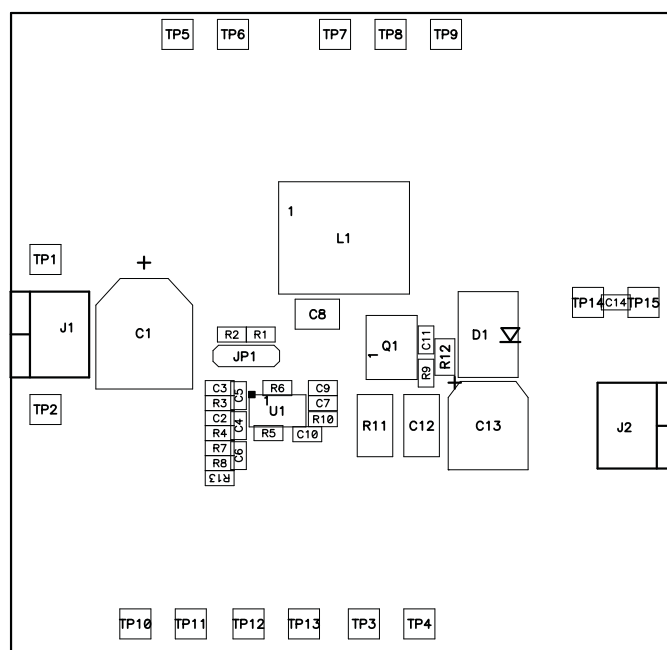 TP5 TP6 TP7 TP8 TP9
1
L1
TP1
+
J1
C1
C8
TP14 C14 TP15
R2 R1
JP1
Q1
1
C11
R12
R9
D1
TP2
C3
C5
R6
C9
R3
1
U1
C7
C2
C4
R10
R4
R5
C10
R7
C6
R8
R13
R11
C12
+
C13
J2
TP10 TP11 TP12 TP13 TP3 TP4